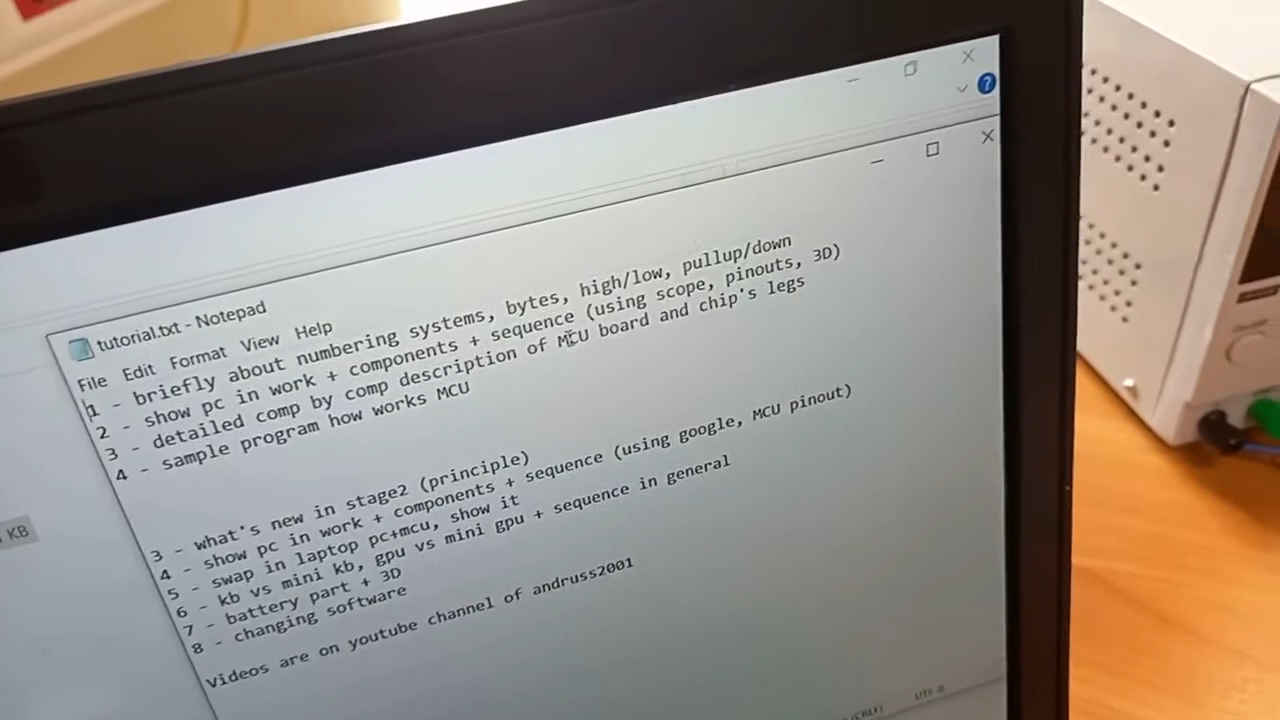 tutorial.txt - Notepad
File Edit Format View Help
1 - briefly about numbering systems, bytes, high/low, pullup/down
2 - show pc in work + components + sequence (using scope, pinouts, 3D)
3 - detailed comp by comp description of MCU board and chip's legs
4 - sample program how works MCU
3 - what's new in stage2 (principle)
4 - show pc in work + components + sequence (using google, MCU pinout)
5 - swap in laptop pc+mcu, show it
6 - kb vs mini kb, gpu vs mini gpu + sequence in general
7 - battery part + 3D
8 - changing software
Videos are on youtube channel of andruss2001
KB
(CRLF)
UTF-8
?